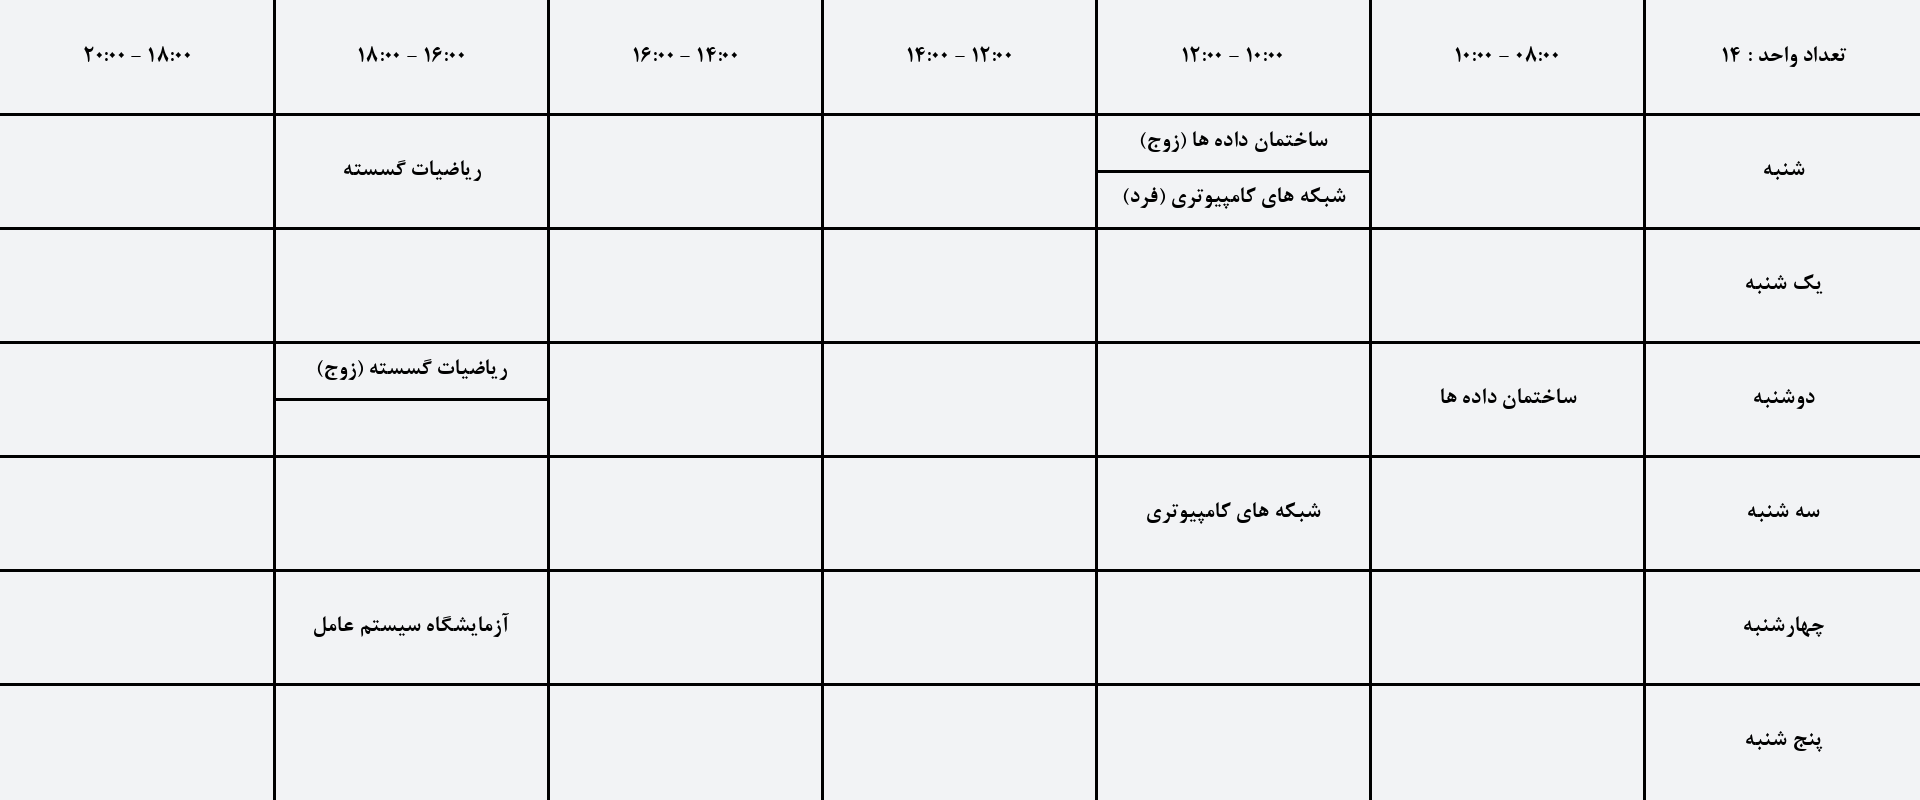 تعداد واحد : ۱۴
۰۸:۰۰ - ۱۰:۰۰
۱۰:۰۰ - ۱۲:۰۰
۱۲:۰۰ - ۱۴:۰۰
۱۴:۰۰ - ۱۶:۰۰
۱۶:۰۰ - ۱۸:۰۰
۱۸:۰۰ - ۲۰:۰۰
شنبه
ساختمان داده ها (زوج)
شبکه های کامپیوتری (فرد)
ریاضیات گسسته
یک شنبه
دوشنبه
ساختمان داده ها
ریاضیات گسسته (زوج)
سه شنبه
شبکه های کامپیوتری
چهارشنبه
آزمایشگاه سیستم عامل
پنج شنبه